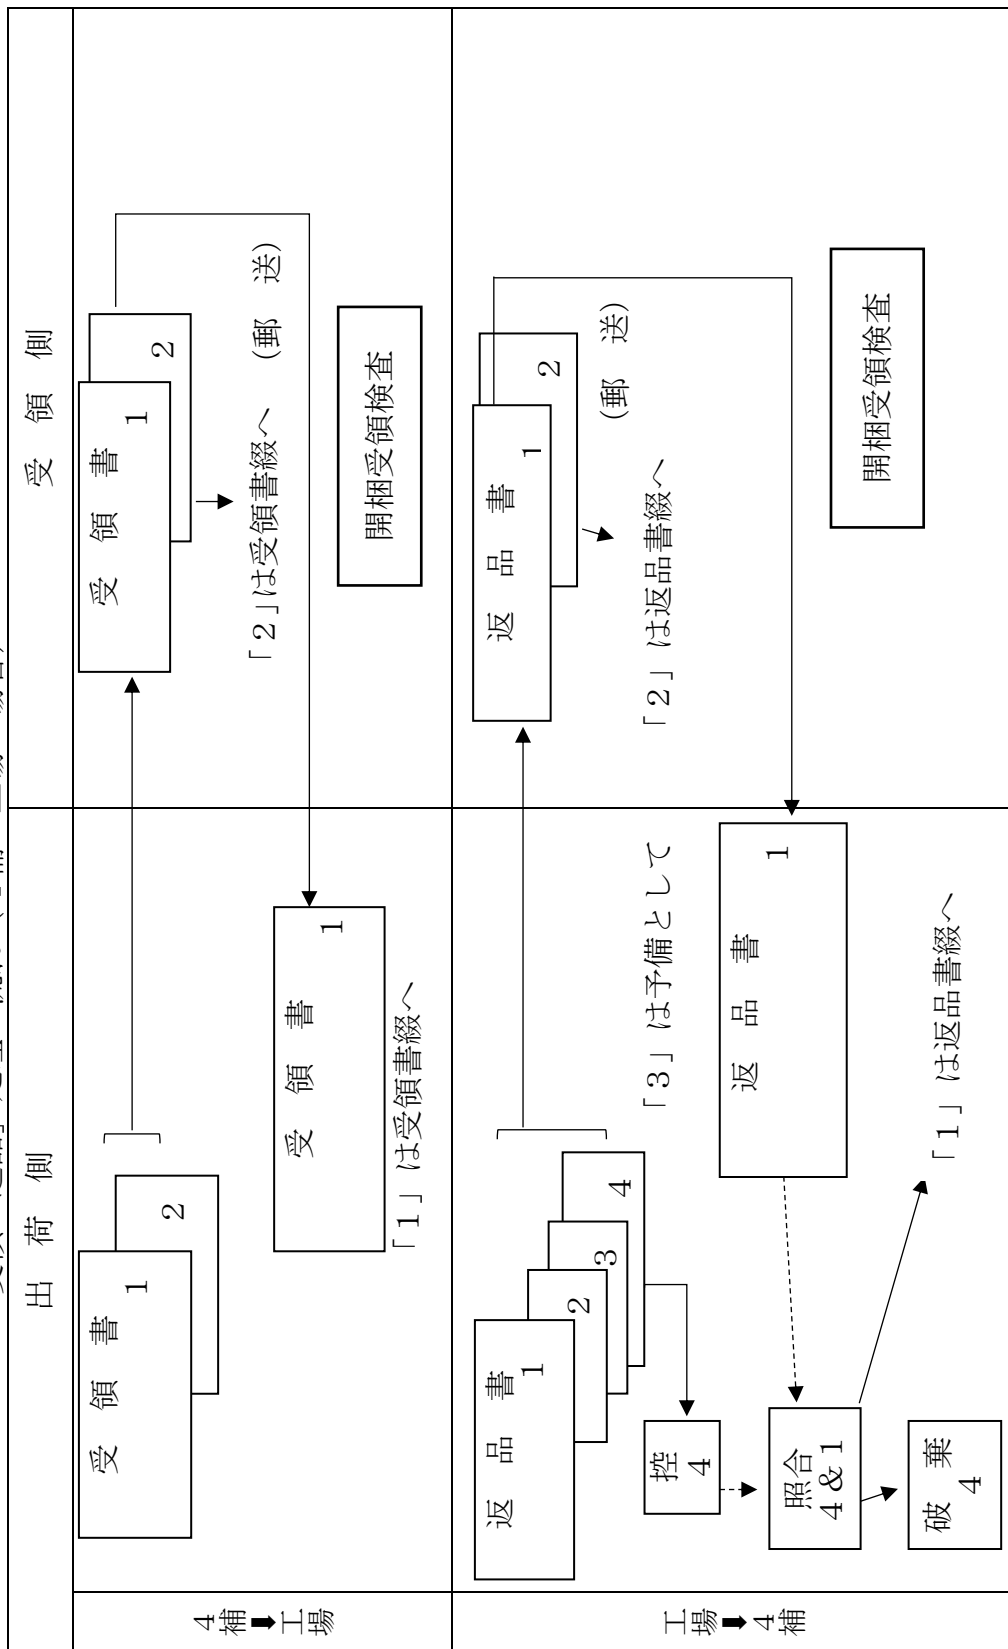 出 荷 側
受 領 側
4補➡工場
受 領 書 1
2
受 領 書 1
「1」は受領書綴へ
受 領 書 1
2
「2」は受領書綴へ
(郵 送)
開梱受領検査
工場➡4補
返 品 書 1
2
3
4
控
4
照合
4&1
破 棄
4
「3」は予備として
返 品 書 1
「1」は返品書綴へ
返 品 書 1
2
「2」は返品書綴へ
(郵 送)
開梱受領検査